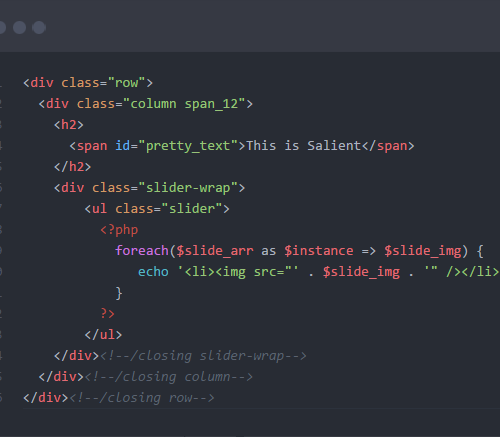 <div class="row">
<div class="column span_12">
<h2>
<span id="pretty_text">This is Salient</span>
</h2>
<div class="slider-wrap">
<ul class="slider">
<?php
foreach($slide_arr as $instance => $slide_img) {
echo '<li><img src="' . $slide_img . '" /></li>
}
?>
</ul>
</div><!--/closing slider-wrap-->
</div><!--/closing column-->
</div><!--/closing row-->